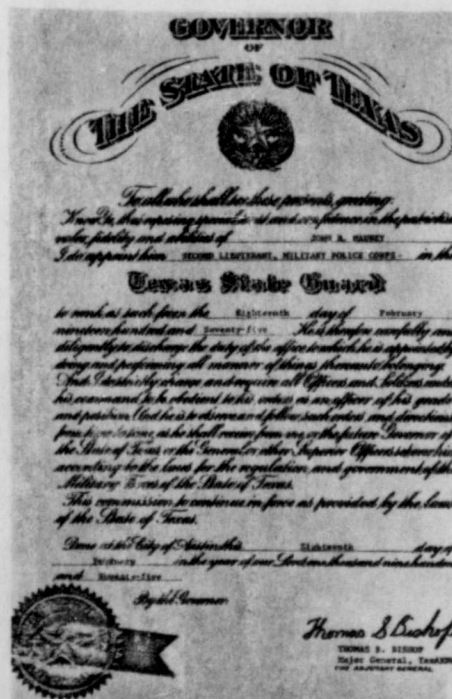 GOVERNOR
OF
THE STATE OF TEXAS
To all who shall see these presents, greeting:
Know Ye, that reposing special trust and confidence in the patriotism
valor, fidelity and abilities of JOHN R.
I do appoint him SECOND LIEUTENANT, MILITARY POLICE CORPS - in the
Texas State Guard
to rank as such from the Eighteenth day of February
nineteen hundred and Seventy-five He is therefore carefully and
diligently to discharge the duty of the office to which he is appointed by
doing and performing all manner of things thereunto belonging.
And I do strictly charge and require all Officers and Soldiers under
his command to be obedient to his orders as an officer of his grade
and position. And he is to observe and follow such orders and directions
from time to time, as he shall receive from me, or the future Governor of
the State of Texas or the General or other Superior Officers above him
according to the laws for the regulation and government of the
Military Forces of the State of Texas.
This commission to continue in force as provided by the laws
of the State of Texas.
Done at the City of Austin this Eighteenth day of
February in the year of our Lord one thousand nine hundred
and Seventy-five
By the Governor:
Thomas S Bishop
THOMAS S. BISHOP
Major General, TexARNG
THE ADJUTANT GENERAL